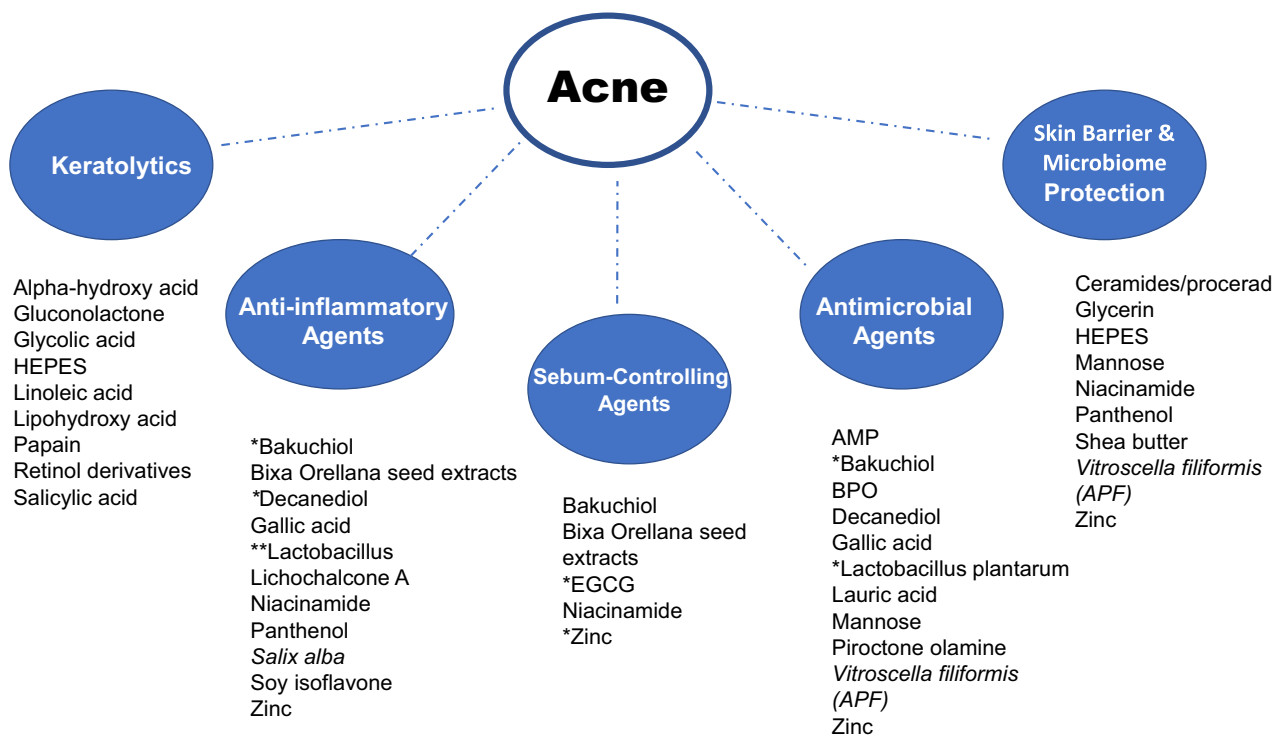 Acne
Keratolytics
Alpha-hydroxy acid
Gluconolactone
Glycolic acid
HEPES
Linoleic acid
Lipohydroxy acid
Papain
Retinol derivatives
Salicylic acid
Anti-inflammatory
Agents
*Bakuchiol
Bixa Orellana seed extracts
*Decanediol
Gallic acid
**Lactobacillus
Lichochalcone A
Niacinamide
Panthenol
Salix alba
Soy isoflavone
Zinc
Sebum-Controlling
Agents
Bakuchiol
Bixa Orellana seed
extracts
*EGCG
Niacinamide
*Zinc
Antimicrobial
Agents
AMP
*Bakuchiol
BPO
Decanediol
Gallic acid
*Lactobacillus plantarum
Lauric acid
Mannose
Piroctone olamine
Vitroscella filiformis
(APF)
Zinc
Skin Barrier &
Microbiome
Protection
Ceramides/procerad
Glycerin
HEPES
Mannose
Niacinamide
Panthenol
Shea butter
Vitroscella filiformis
(APF)
Zinc